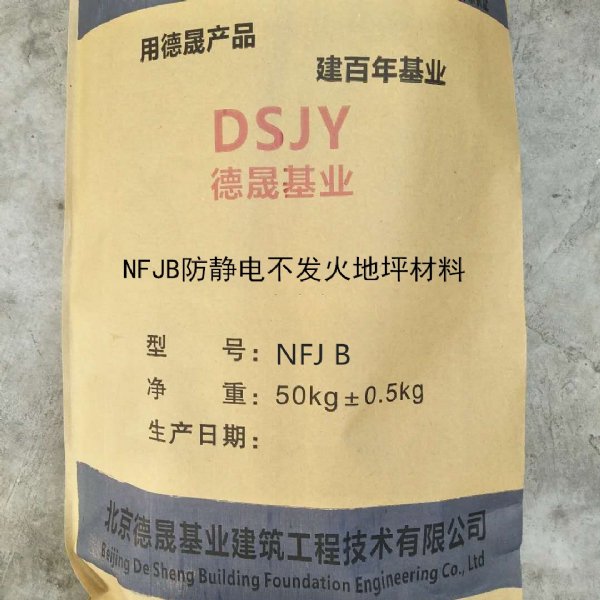 用德晟产品
建百年基业
DSJY
德晟基业
NFJB防静电不发火地坪材料
型 号：NFJ B
净 重：50kg±0.5kg
生产日期：
北京德晟基业建筑工程技术有限公司
Beijing De Sheng Building Foundation Engineering Co., Ltd